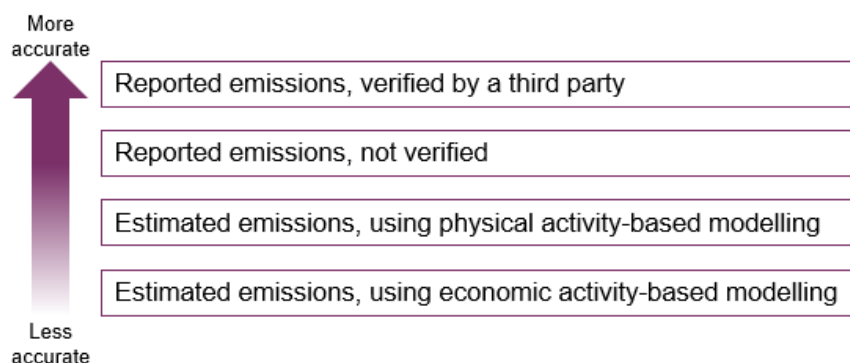 More
accurate
Reported emissions, verified by a third party
Reported emissions, not verified
Estimated emissions, using physical activity-based modelling
Estimated emissions, using economic activity-based modelling
Less
accurate